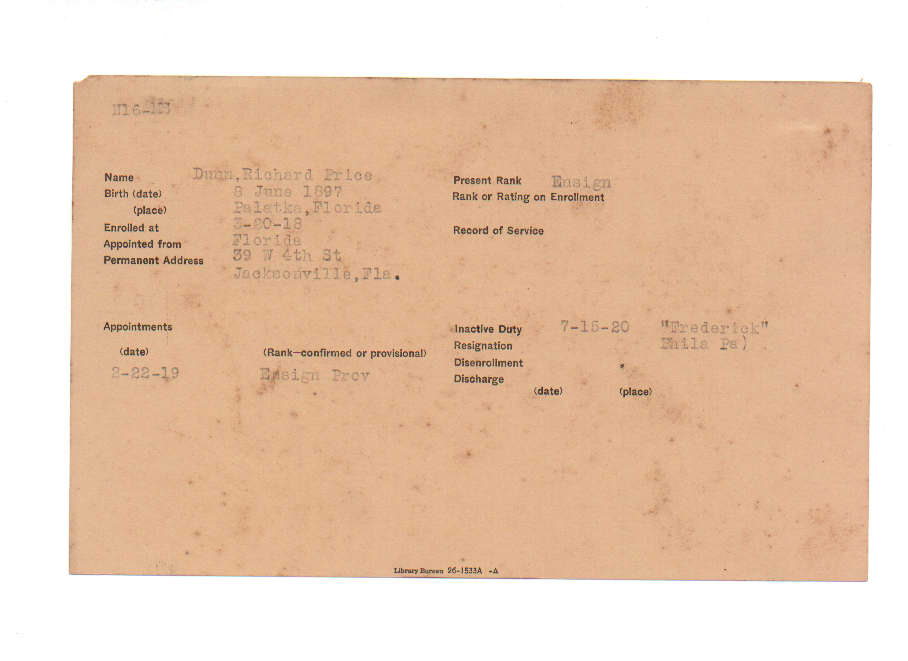 Name Dunn,Richard Price
Present Rank Ensign
Birth (date) 8 June 1897
Rank or Rating on Enrollment
(place) Palatka,Florida
Enrolled at 3-20-18
Record of Service
Appointed from Florida
Permanent Address 39 W 4th St
Jacksonville,Fla.
Appointments
Inactive Duty 7-15-20 "Frederick"
Resignation Phila Pa)
(date) (Rank—confirmed or provisional)
Disenrollment
2-22-19 Ensign Prov
Discharge
(date) (place)
Library Bureau 26-1533A -A